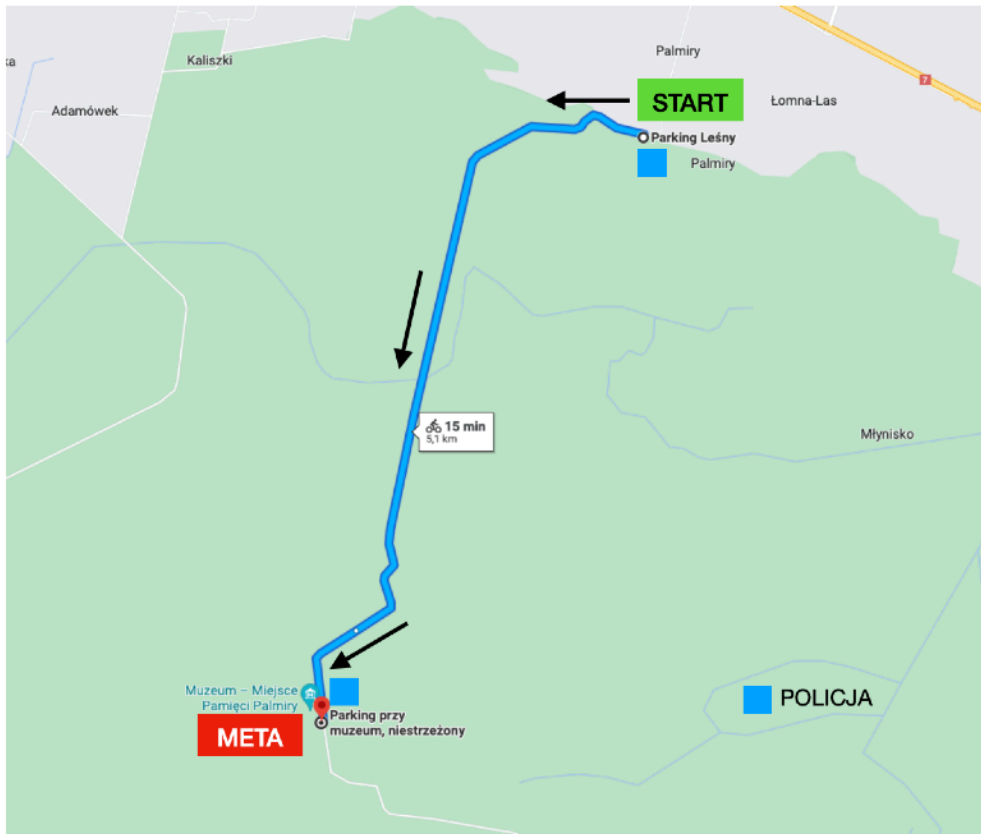 Palmiry
Kaliszki
ka
7
START
Łomna-Las
Adamówek
Parking Leśny
Palmiry
15 min
5,1 km
Młynisko
Muzeum – Miejsce
Pamięci Palmiry
POLICJA
Parking przy
muzeum, niestrzeżony
META